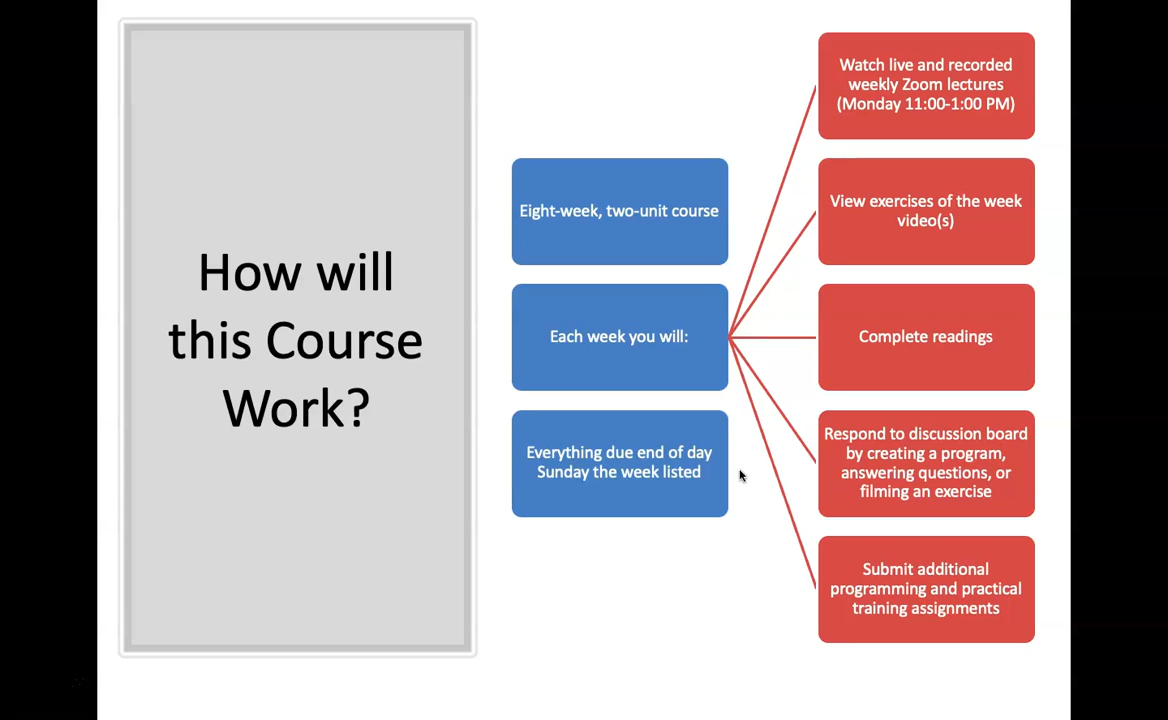 How will
this Course
Work?
Eight-week, two-unit course
Each week you will:
Everything due end of day
Sunday the week listed
Watch live and recorded
weekly Zoom lectures
(Monday 11:00-1:00 PM)
View exercises of the week
video(s)
Complete readings
Respond to discussion board
by creating a program,
answering questions, or
filming an exercise
Submit additional
programming and practical
training assignments